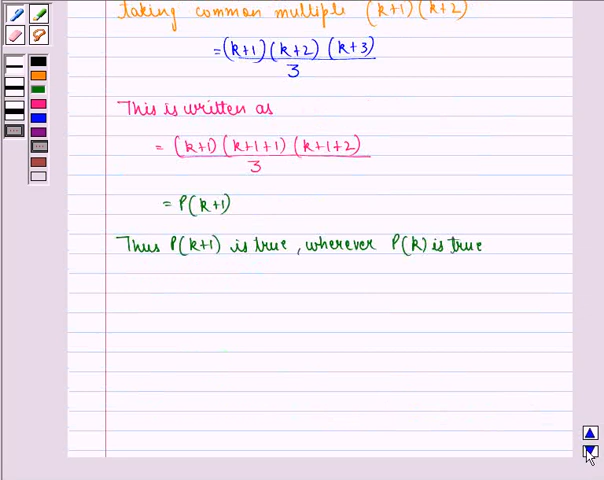 taking common multiple (k+1)(k+2)
= (k+1)(k+2)(k+3)
3
This is written as
= (k+1)(k+1+1)(k+1+2)
3
= P(k+1)
Thus P(k+1) is true, wherever P(k) is true